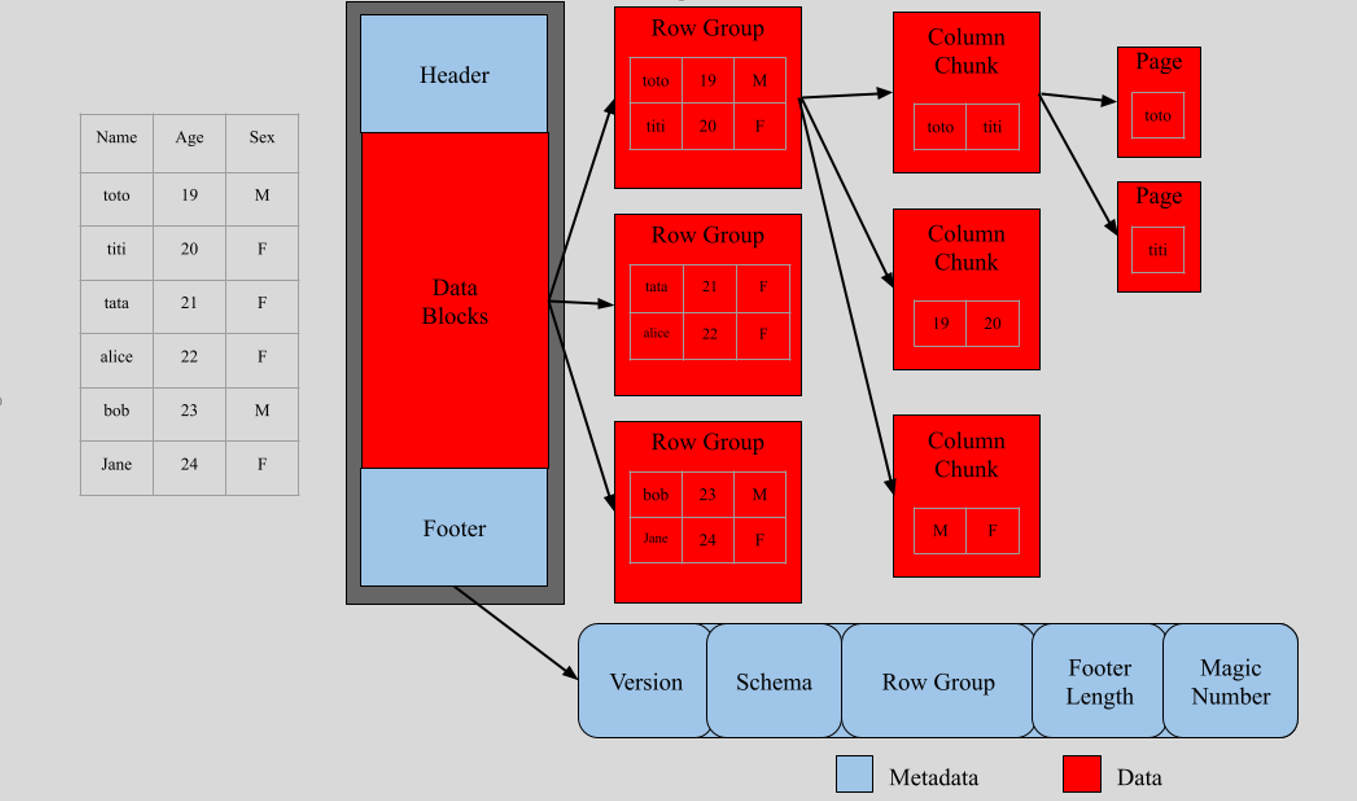 Name Age Sex
toto 19 M
titi 20 F
tata 21 F
alice 22 F
bob 23 M
Jane 24 F
Header
Data
Blocks
Footer
Row Group
toto 19 M
titi 20 F
Row Group
tata 21 F
alice 22 F
Row Group
bob 23 M
Jane 24 F
Column
Chunk
toto titi
Column
Chunk
19 20
Column
Chunk
M F
Page
toto
Page
titi
Version
Schema
Row Group
Footer
Length
Magic
Number
Metadata
Data